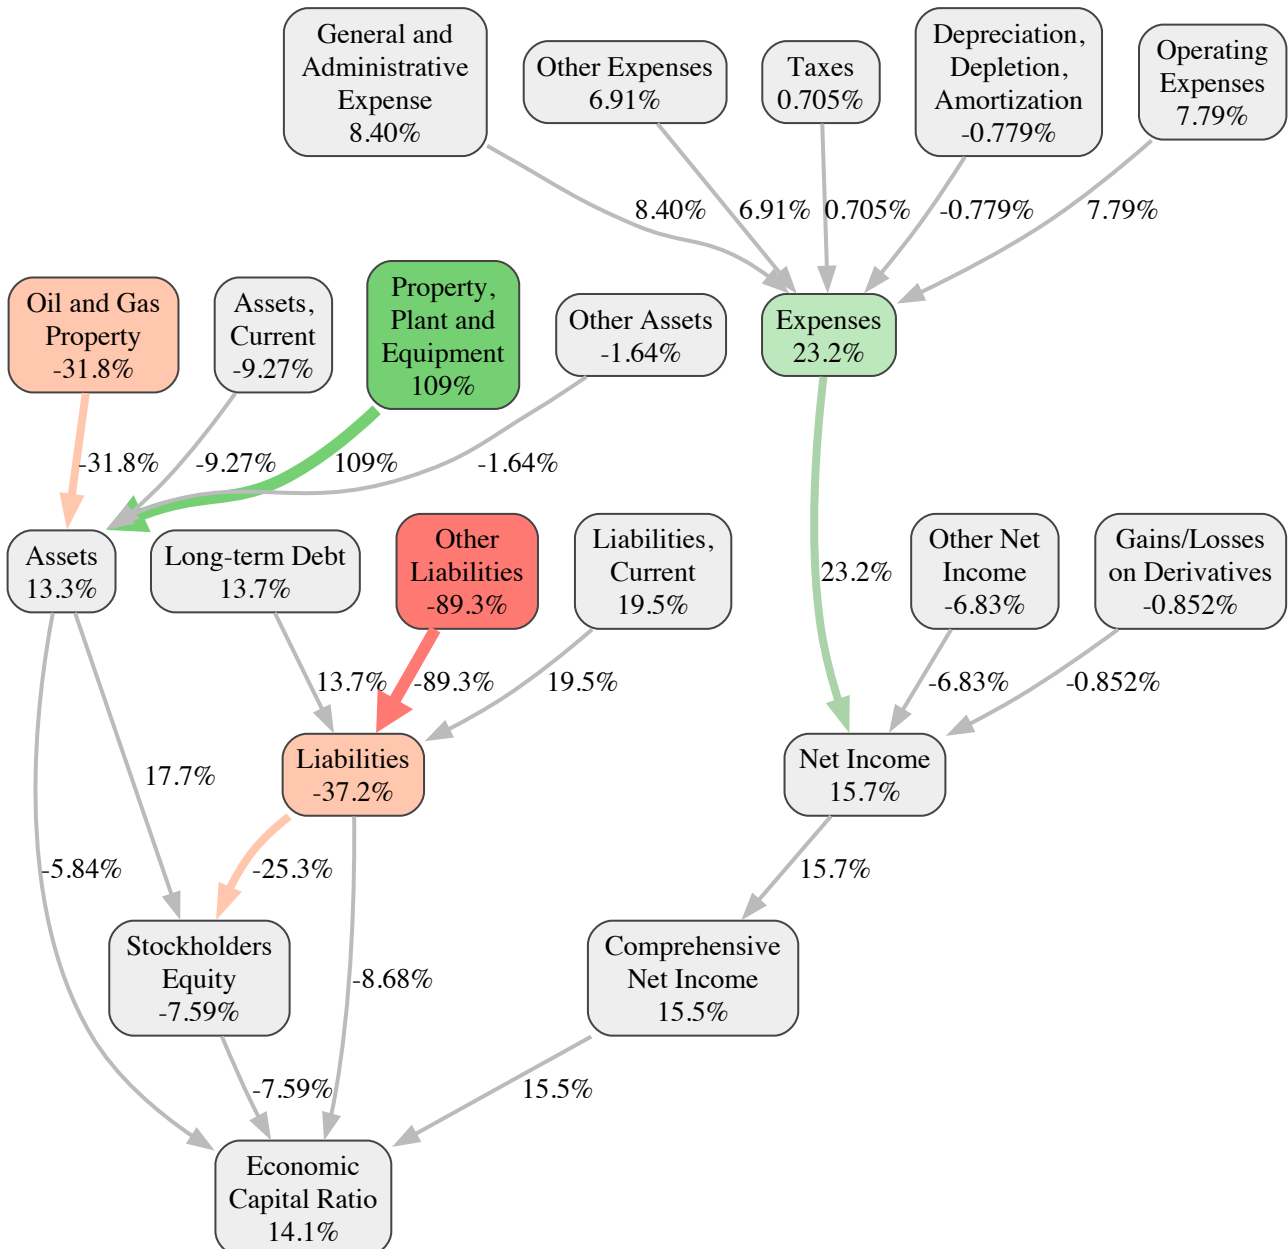 General and
Administrative
Expense
8.40%
Other Expenses
6.91%
Taxes
0.705%
Depreciation,
Depletion,
Amortization
-0.779%
Operating
Expenses
7.79%
8.40%
6.91%
0.705%
-0.779%
7.79%
Oil and Gas
Property
-31.8%
Assets,
Current
-9.27%
Property,
Plant and
Equipment
109%
Other Assets
-1.64%
Expenses
23.2%
-31.8%
-9.27%
109%
-1.64%
Assets
13.3%
Long-term Debt
13.7%
Other
Liabilities
-89.3%
Liabilities,
Current
19.5%
23.2%
Other Net
Income
-6.83%
Gains/Losses
on Derivatives
-0.852%
13.7%
-89.3%
19.5%
-6.83%
-0.852%
Liabilities
-37.2%
Net Income
15.7%
17.7%
-5.84%
-25.3%
15.7%
Stockholders
Equity
-7.59%
-8.68%
Comprehensive
Net Income
15.5%
-7.59%
15.5%
Economic
Capital Ratio
14.1%